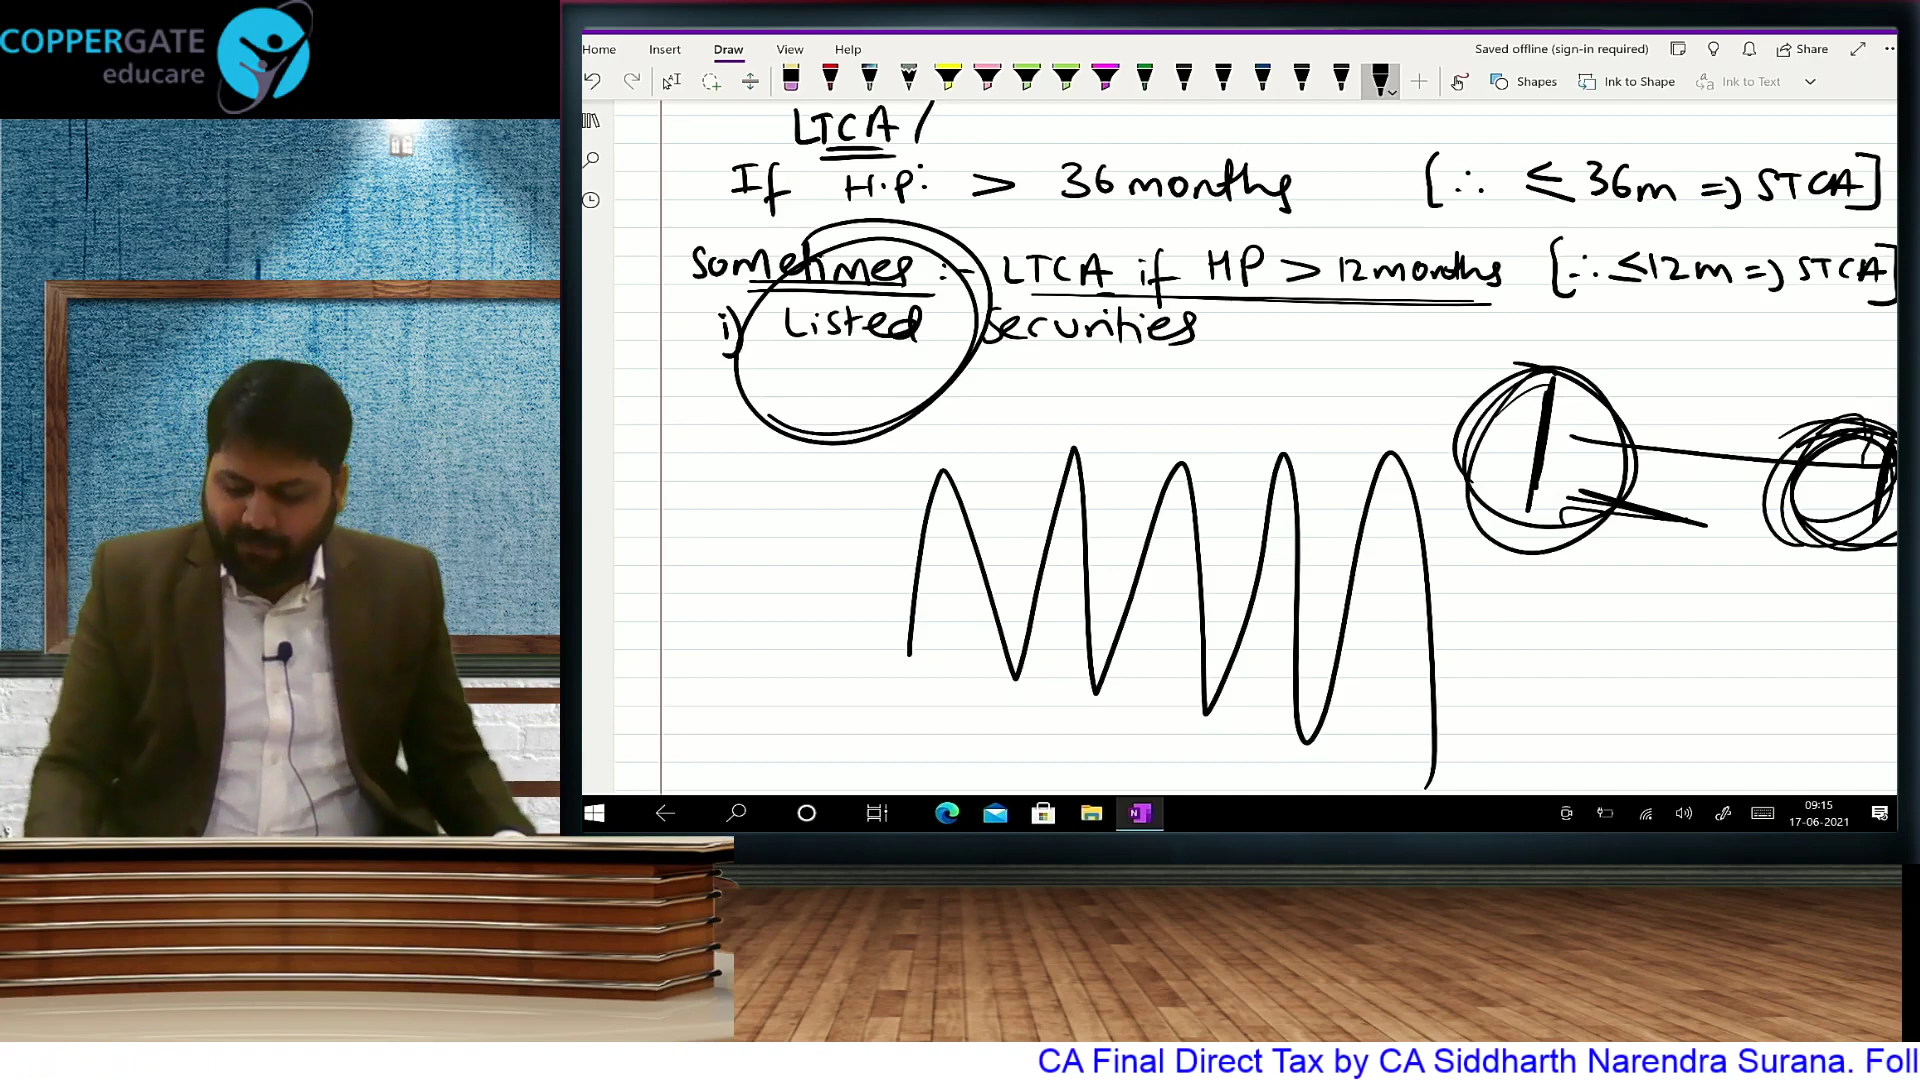 COPPERGATE
educare
Home Insert Draw View Help
Saved offline (sign-in required) Share
Shapes Ink to Shape Ink to Text
LTCA
If H.P. > 36 months [∴ ≤ 36m => STCA]
Sometimes :- LTCA if HP > 12 months [∴ ≤12m => STCA]
i) Listed Securities
09:15
17-06-2021
CA Final Direct Tax by CA Siddharth Narendra Surana. Foll